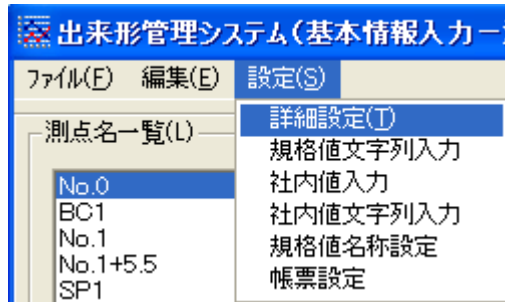 出来形管理システム(基本情報入力ー
ファイル(F) 編集(E) 設定(S)
詳細設定(T)
規格値文字列入力
社内値入力
社内値文字列入力
規格値名称設定
帳票設定
測点名一覧(L)
No.0
BC1
No.1
No.1+5.5
SP1